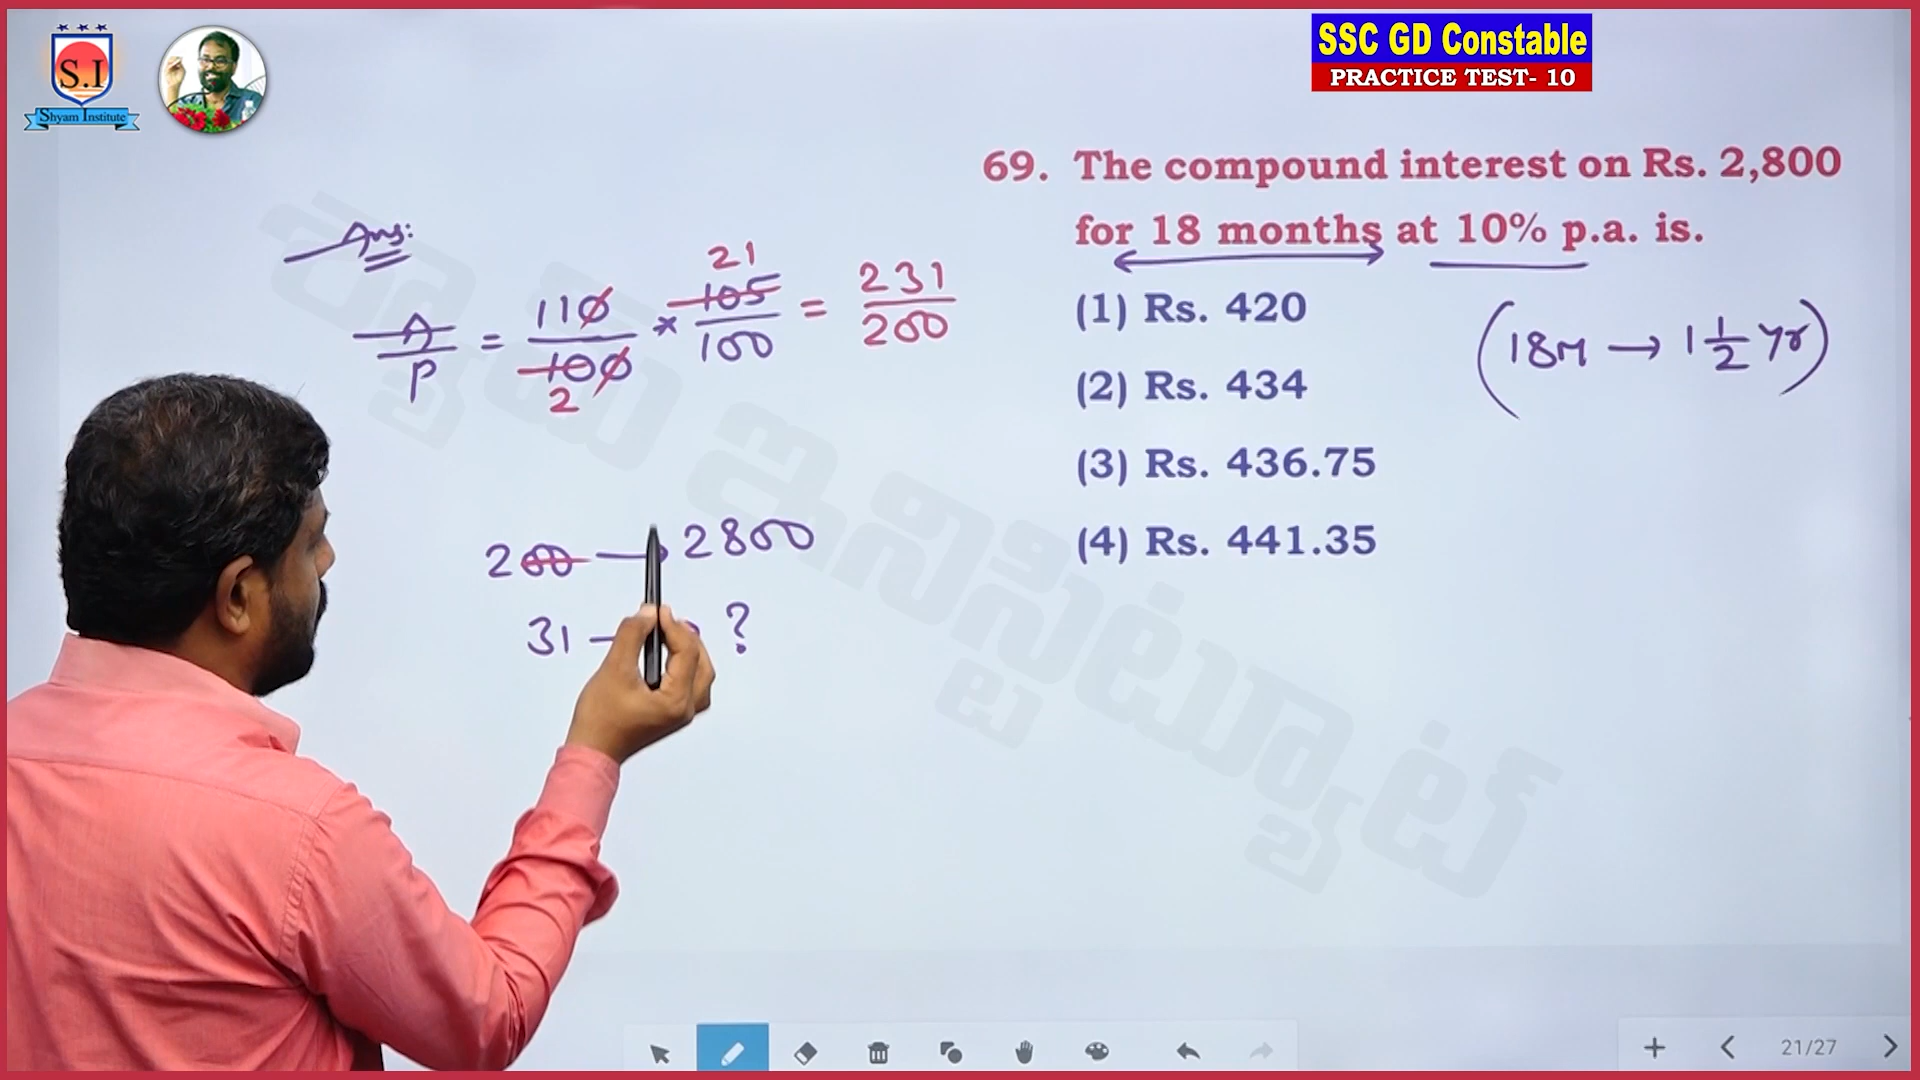 S.I
Shyam Institute
SSC GD Constable
PRACTICE TEST- 10
69. The compound interest on Rs. 2,800
for 18 months at 10% p.a. is.
(1) Rs. 420
(2) Rs. 434
(3) Rs. 436.75
(4) Rs. 441.35
(18M → 1 1/2 Yr)
Ans:
A/P = 110/100 * 105/100 = 231/200
21
2
200 → 2800
31 → ?
శ్యామ్ ఇన్స్టిట్యూట్
21/27